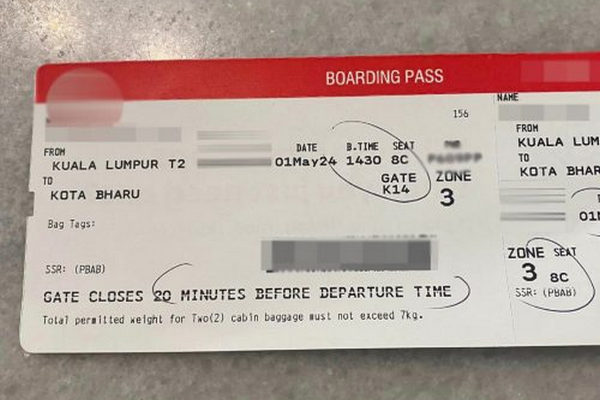 BOARDING PASS
156
FROM
KUALA LUMPUR T2
TO
KOTA BHARU
DATE B.TIME SEAT
01May24 1430 8C
GATE
K14
ZONE
3
Bag Tags:
SSR: (PBAB)
GATE CLOSES 20 MINUTES BEFORE DEPARTURE TIME
Total permitted weight for Two(2) cabin baggage must not exceed 7kg.
NAME
FROM
KUALA LUM
TO
KOTA BHAR
ZONE SEAT
3 8C
SSR: (PBAB)